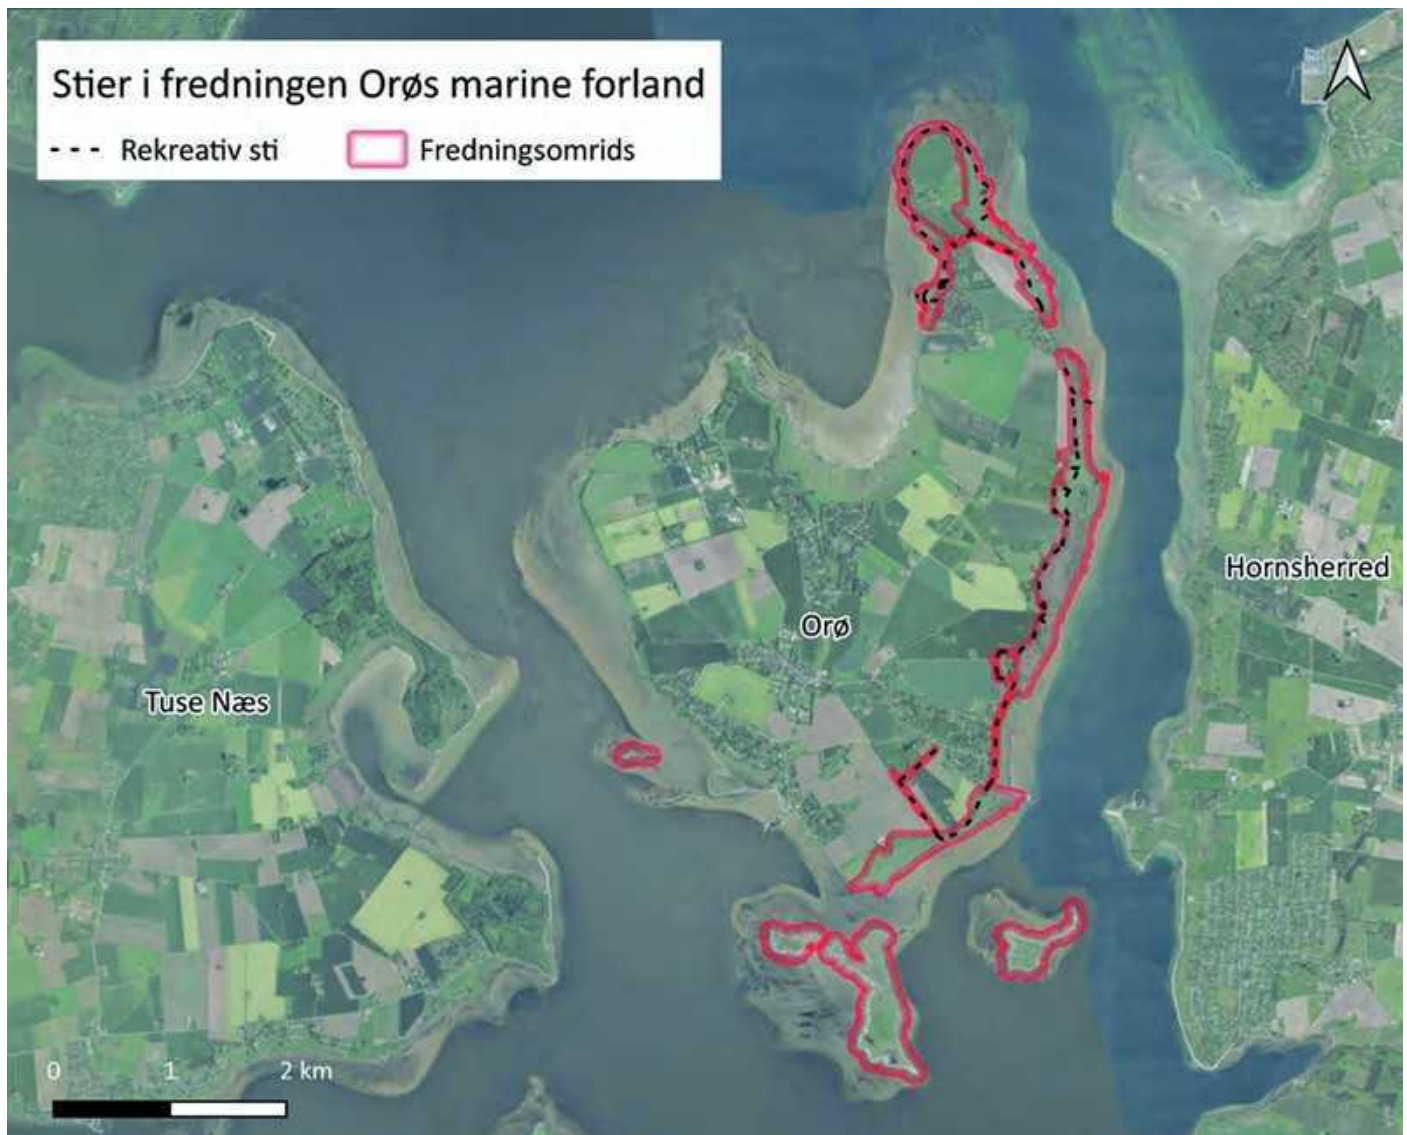 Stier i fredningen Orøs marine forland
Rekreativ sti
Fredningsomrids
Hornsherred
Orø
Tuse Næs
0 1 2 km